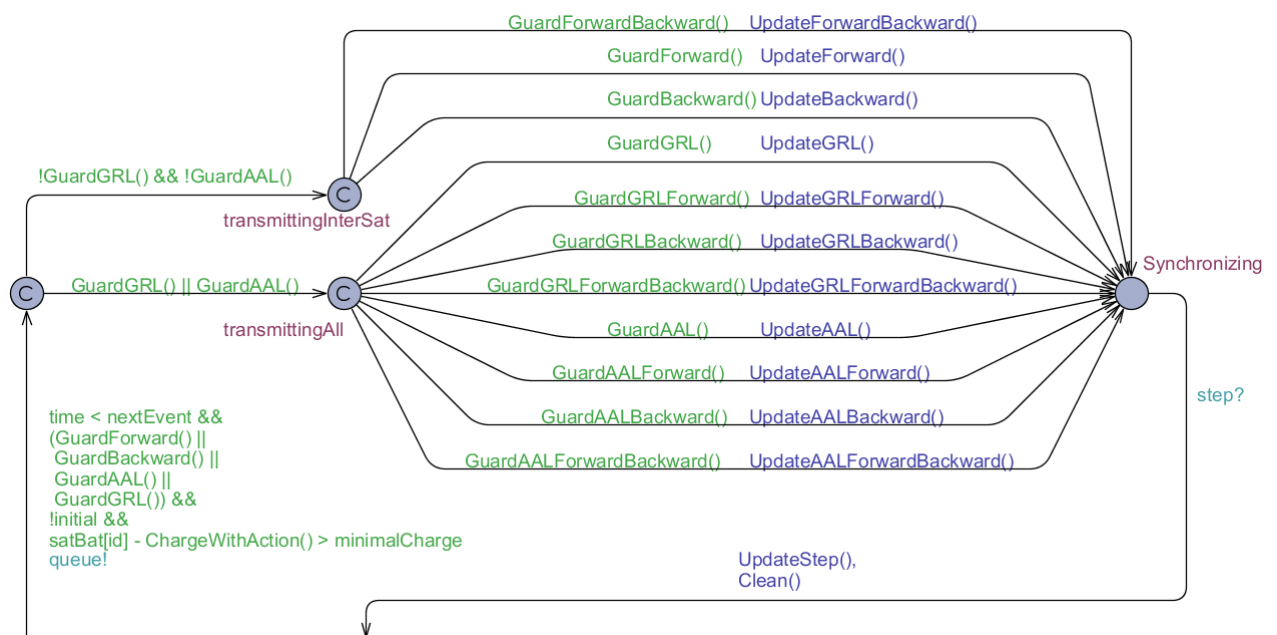 GuardForwardBackward() UpdateForwardBackward()
GuardForward() UpdateForward()
GuardBackward() UpdateBackward()
GuardGRL() UpdateGRL()
!GuardGRL() && !GuardAAL()
C
transmittingInterSat
GuardGRLForward() UpdateGRLForward()
GuardGRLBackward() UpdateGRLBackward()
Synchronizing
C
GuardGRL() || GuardAAL()
C
GuardGRLForwardBackward() UpdateGRLForwardBackward()
transmittingAll
GuardAAL() UpdateAAL()
GuardAALForward() UpdateAALForward()
step?
GuardAALBackward() UpdateAALBackward()
GuardAALForwardBackward() UpdateAALForwardBackward()
time < nextEvent &&
(GuardForward() ||
GuardBackward() ||
GuardAAL() ||
GuardGRL()) &&
!initial &&
satBat[id] - ChargeWithAction() > minimalCharge
queue!
UpdateStep(),
Clean()